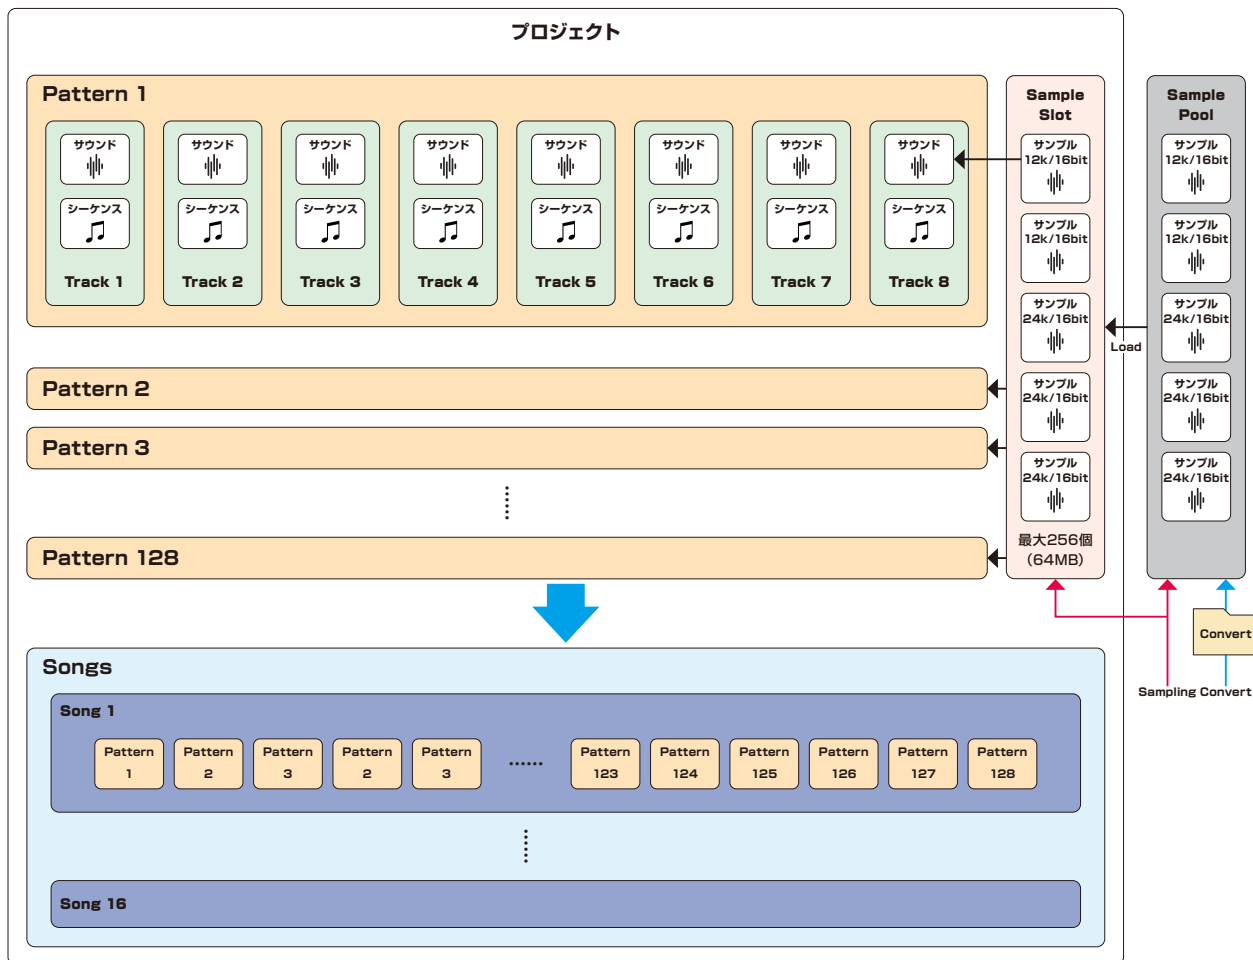 プロジェクト
Pattern 1
サウンド
サウンド
サウンド
サウンド
サウンド
サウンド
サウンド
サウンド
シーケンス
シーケンス
シーケンス
シーケンス
シーケンス
シーケンス
シーケンス
シーケンス
Track 1
Track 2
Track 3
Track 4
Track 5
Track 6
Track 7
Track 8
Pattern 2
Pattern 3
Pattern 128
Sample
Slot
サンプル
12k/16bit
サンプル
12k/16bit
サンプル
24k/16bit
サンプル
24k/16bit
サンプル
24k/16bit
最大256個
(64MB)
Load
Sample
Pool
サンプル
12k/16bit
サンプル
12k/16bit
サンプル
24k/16bit
サンプル
24k/16bit
サンプル
24k/16bit
Convert
Sampling
Convert
Songs
Song 1
Pattern
1
Pattern
2
Pattern
3
Pattern
2
Pattern
3
......
Pattern
123
Pattern
124
Pattern
125
Pattern
126
Pattern
127
Pattern
128
Song 16